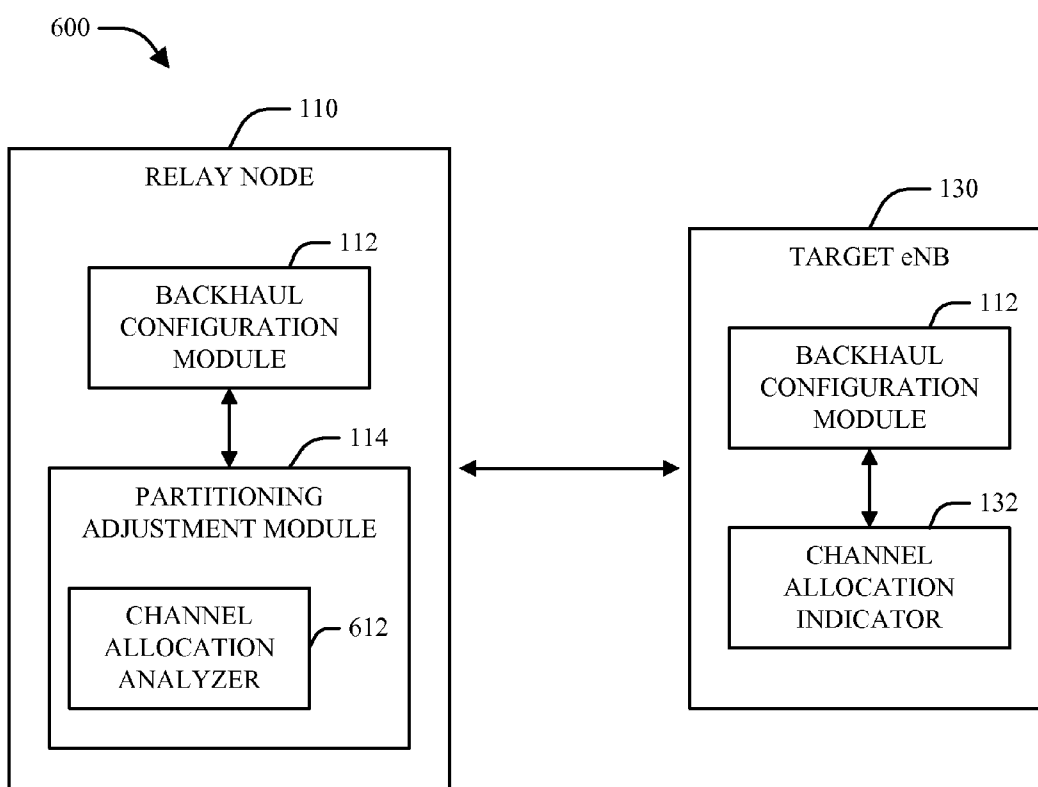 600
110
RELAY NODE
112
BACKHAUL
CONFIGURATION
MODULE
114
PARTITIONING
ADJUSTMENT MODULE
CHANNEL
ALLOCATION
ANALYZER
612
130
TARGET eNB
112
BACKHAUL
CONFIGURATION
MODULE
132
CHANNEL
ALLOCATION
INDICATOR